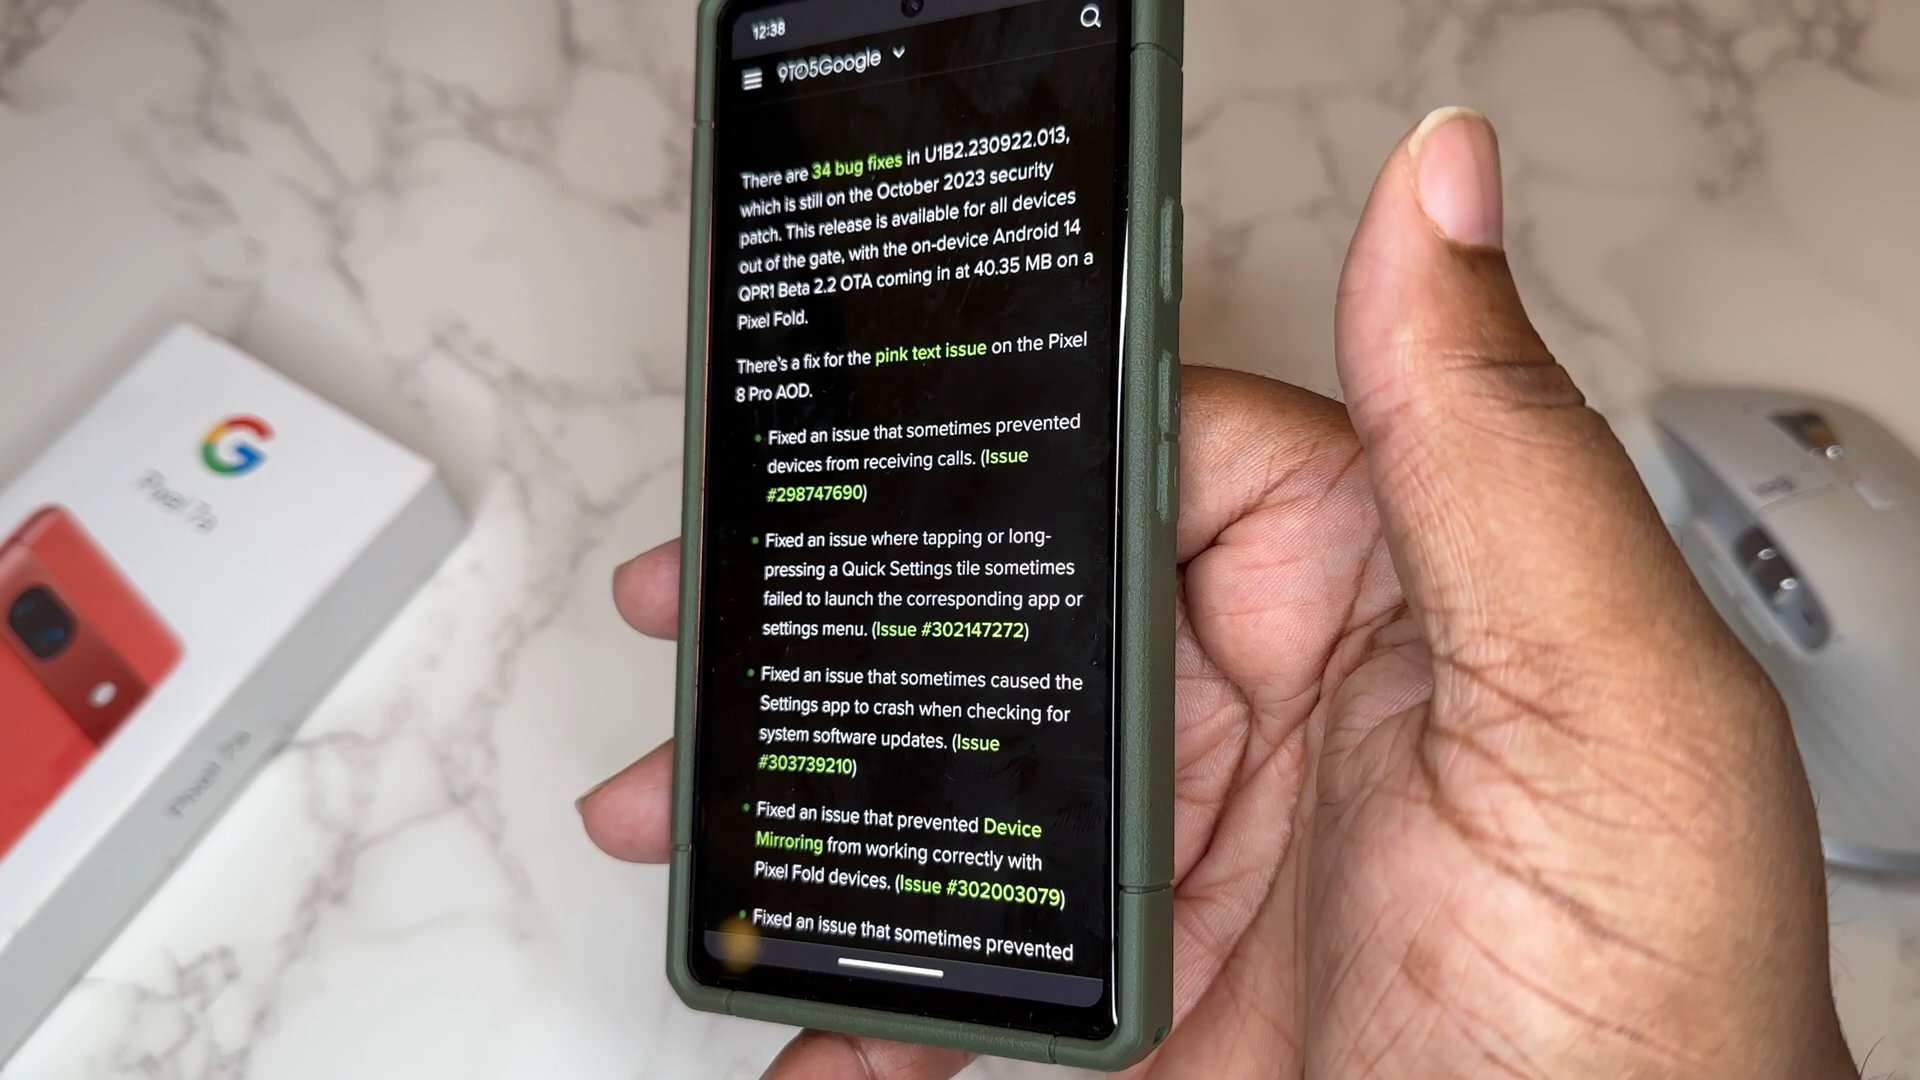 12:38
9TO5Google
There are 34 bug fixes in U1B2.230922.013,
which is still on the October 2023 security
patch. This release is available for all devices
out of the gate, with the on-device Android 14
QPR1 Beta 2.2 OTA coming in at 40.35 MB on a
Pixel Fold.
There's a fix for the pink text issue on the Pixel
8 Pro AOD.
• Fixed an issue that sometimes prevented
devices from receiving calls. (Issue
#298747690)
• Fixed an issue where tapping or long-
pressing a Quick Settings tile sometimes
failed to launch the corresponding app or
settings menu. (Issue #302147272)
• Fixed an issue that sometimes caused the
Settings app to crash when checking for
system software updates. (Issue
#303739210)
• Fixed an issue that prevented Device
Mirroring from working correctly with
Pixel Fold devices. (Issue #302003079)
• Fixed an issue that sometimes prevented
G
Pixel 7a
Pixel 7a